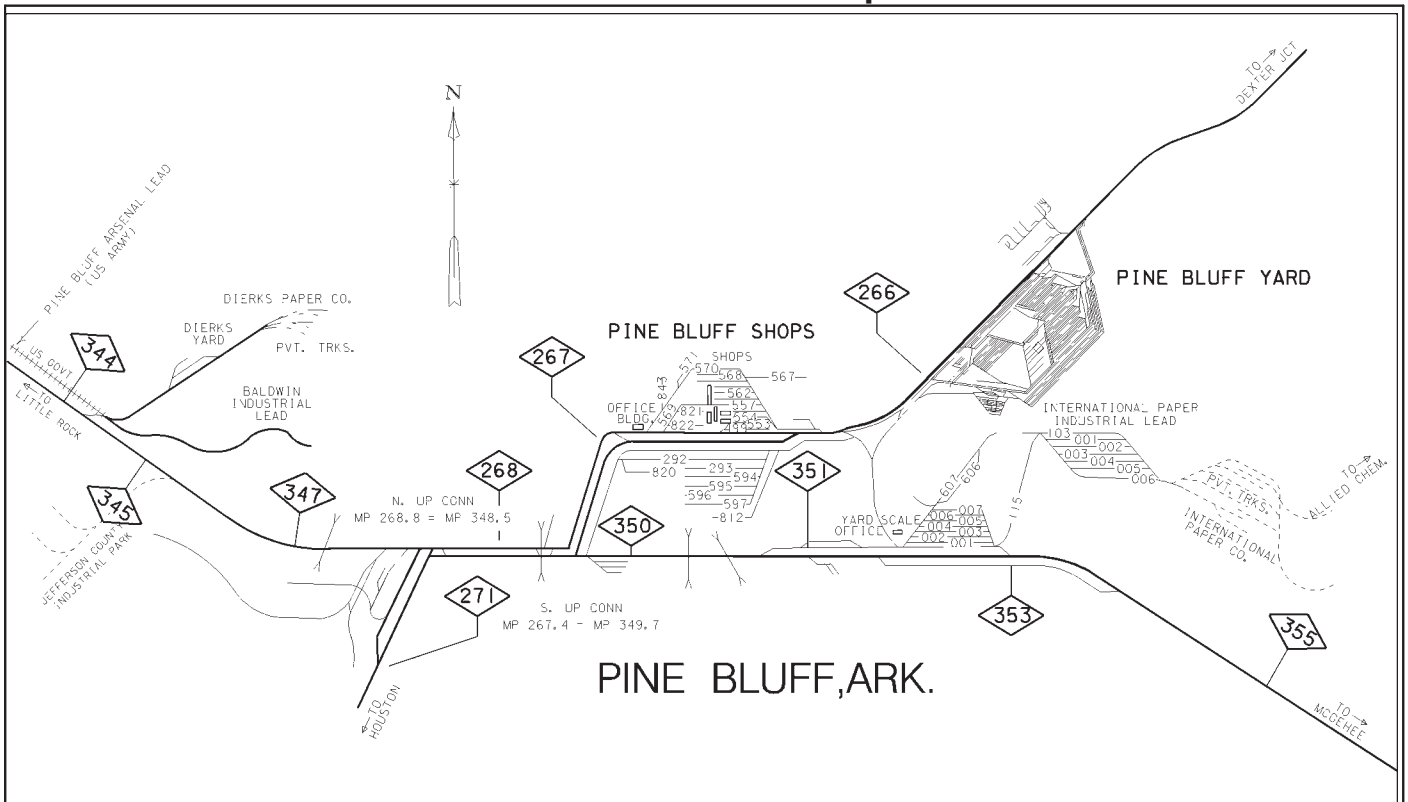 N
TO
DEXTER JCT
PINE BLUFF ARSENAL LEAD
(US ARMY)
PINE BLUFF YARD
266
DIERKS PAPER CO.
DIERKS
YARD
PVT. TRKS.
PINE BLUFF SHOPS
344
US GOVT
TO
LITTLE ROCK
267
SHOPS
571
570
568
567
843
569
562
557
554
553
OFFICE
BLDG.
821
822
BALDWIN
INDUSTRIAL
LEAD
INTERNATIONAL PAPER
INDUSTRIAL LEAD
103
001
002
003
004
005
006
268
292
293
820
594
595
596
597
812
351
607
606
115
PVT. TRKS.
TO
ALLIED CHEM.
INTERNATIONAL
PAPER CO.
345
347
N. UP CONN
MP 268.8 = MP 348.5
350
YARD SCALE
OFFICE
007
006
005
004
003
002
001
JEFFERSON COUNTY
INDUSTRIAL PARK
271
S. UP CONN
MP 267.4 - MP 349.7
353
355
PINE BLUFF,ARK.
TO
HOUSTON
TO
MCGEHEE